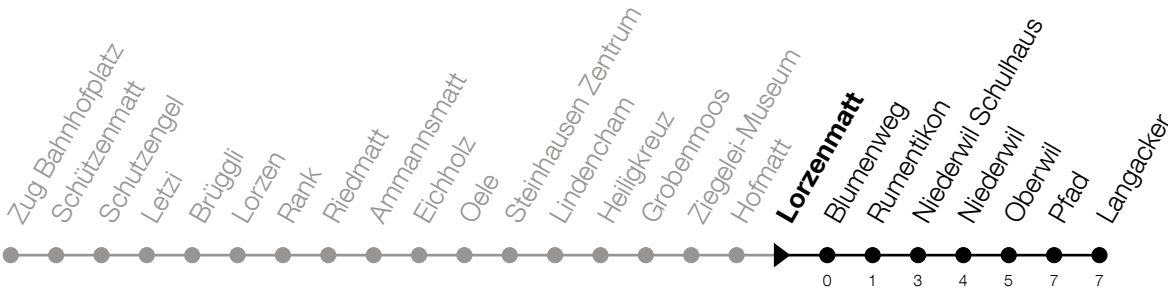 Zug Bahnhofplatz
Schützenmatt
Schutzengel
Letzi
Brüggli
Lorzen
Rank
Riedmatt
Ammannsmatt
Eichholz
Oele
Steinhausen Zentrum
Lindencham
Heiligkreuz
Grobenmoos
Ziegelei-Museum
Hofmatt
Lorzenmatt
Blumenweg
Rumentikon
Niederwil Schulhaus
Niederwil
Oberwil
Pfad
Langacker
0 1 3 4 5 7 7